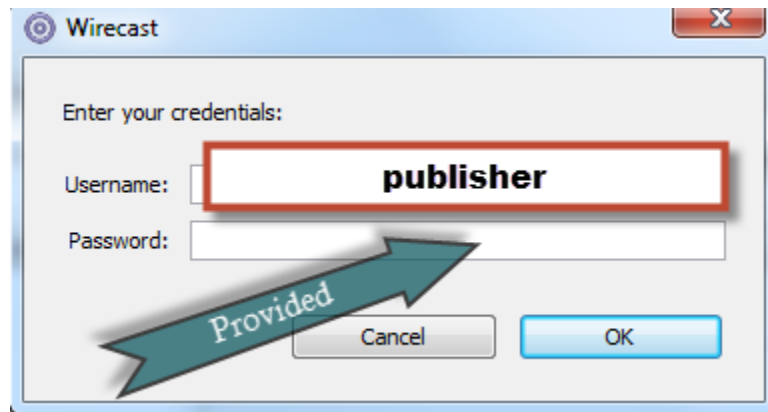 Wirecast
Enter your credentials:
Username: publisher
Password:
Provided
Cancel OK